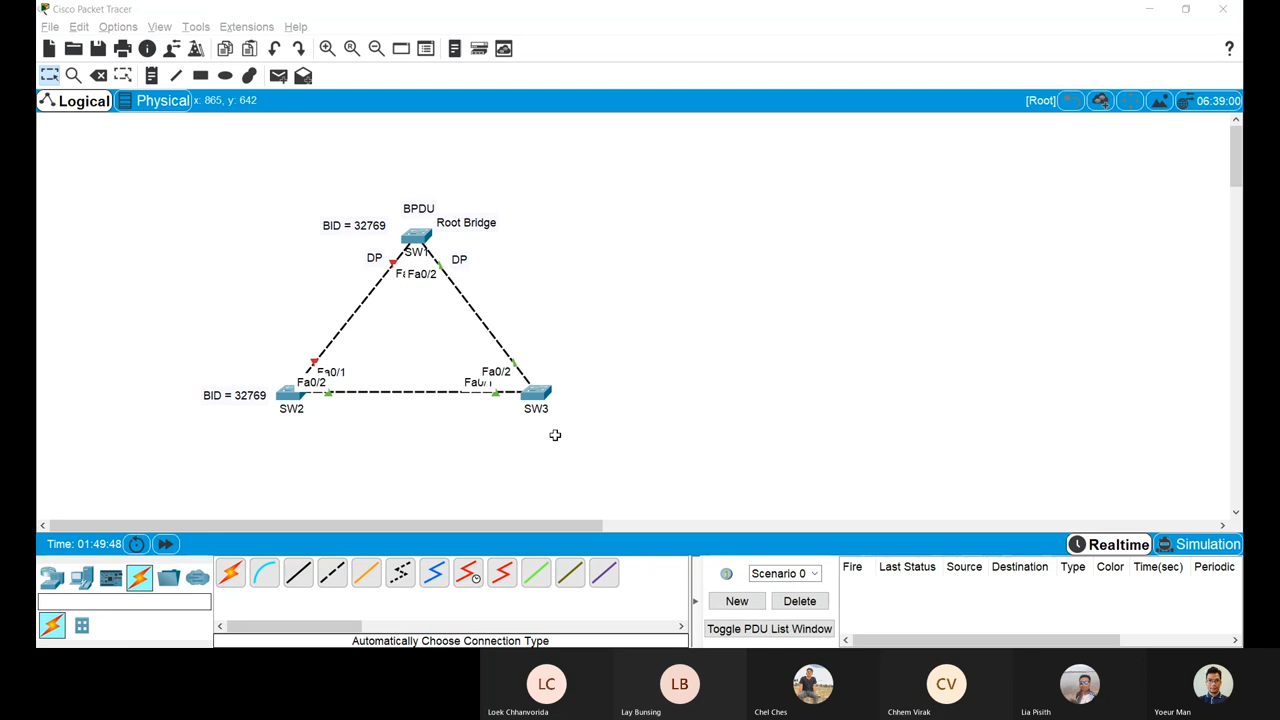 Cisco Packet Tracer
File Edit Options View Tools Extensions Help
?
Logical Physical x: 865, y: 642 [Root] 06:39:00
BPDU
BID = 32769 Root Bridge
SW1
DP DP
Fa0/2
Fa0/1 Fa0/2
Fa0/2
BID = 32769
SW2 SW3
Time: 01:49:48 Realtime Simulation
Scenario 0 Fire Last Status Source Destination Type Color Time(sec) Periodic
New Delete
Toggle PDU List Window
Automatically Choose Connection Type
LC LB CV
Loek Chhanvorida Lay Bunsing Chel Ches Chhem Virak Lia Pisith Yoeur Man